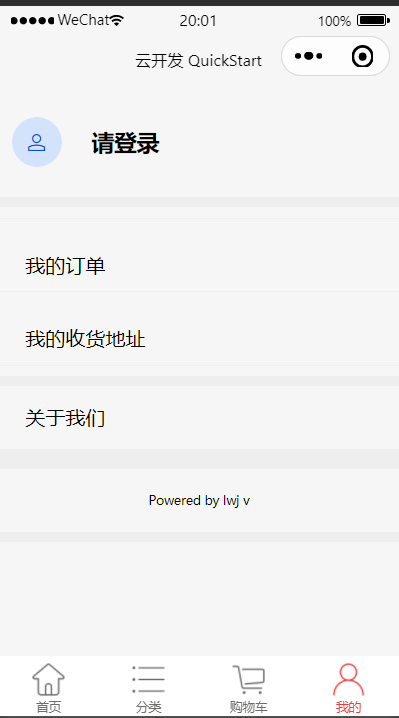 ●●●●● WeChat 20:01 100%
云开发 QuickStart
请登录
我的订单
我的收货地址
关于我们
Powered by lwj v
首页 分类 购物车 我的